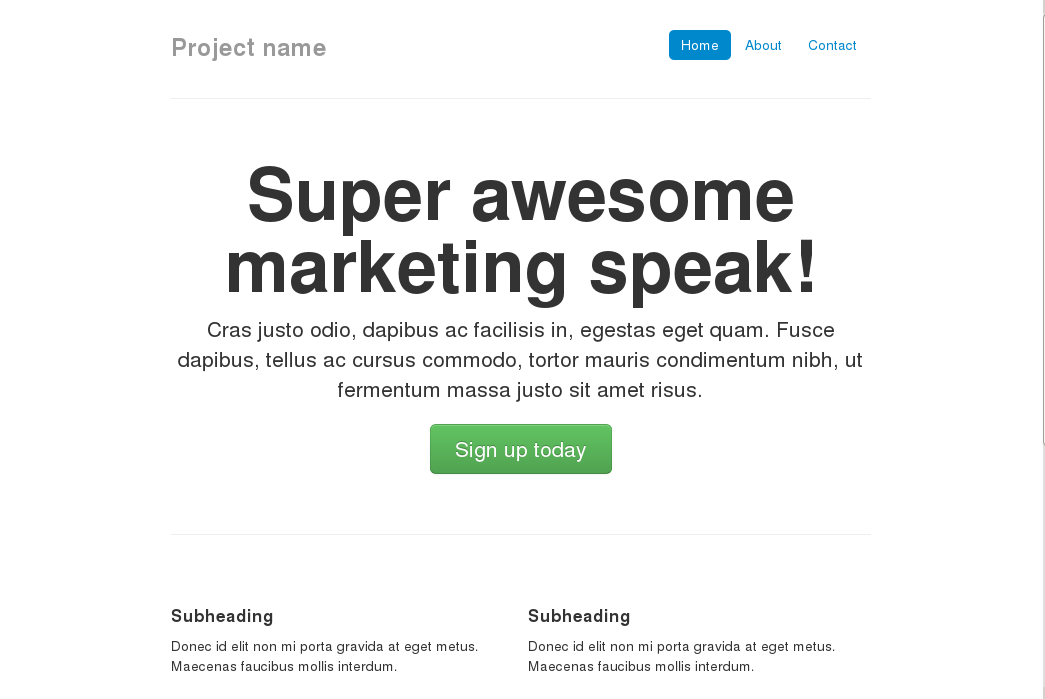 Project name
Home About Contact
Super awesome
marketing speak!
Cras justo odio, dapibus ac facilisis in, egestas eget quam. Fusce
dapibus, tellus ac cursus commodo, tortor mauris condimentum nibh, ut
fermentum massa justo sit amet risus.
Sign up today
Subheading
Donec id elit non mi porta gravida at eget metus.
Maecenas faucibus mollis interdum.
Subheading
Donec id elit non mi porta gravida at eget metus.
Maecenas faucibus mollis interdum.